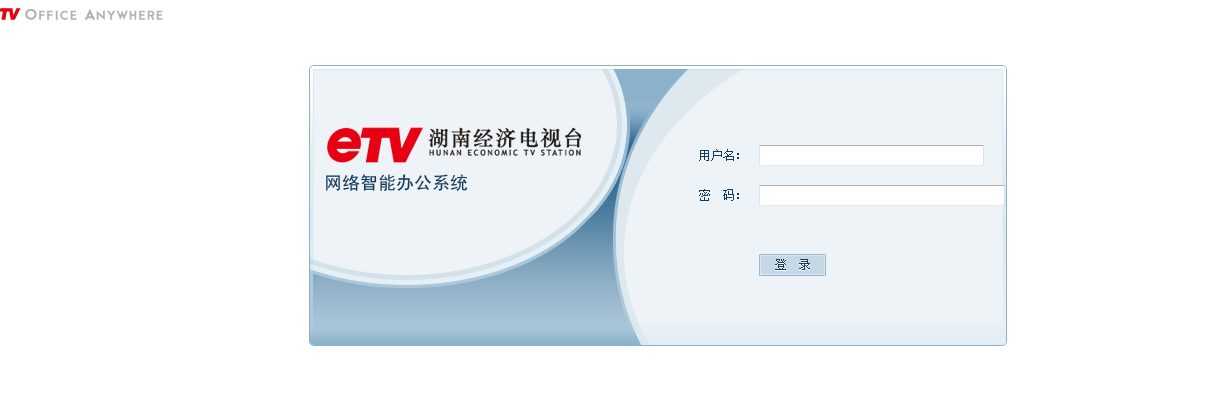 TV OFFICE ANYWHERE
eTV 湖南经济电视台
HUNAN ECONOMIC TV STATION
网络智能办公系统
用户名:
密 码:
登 录